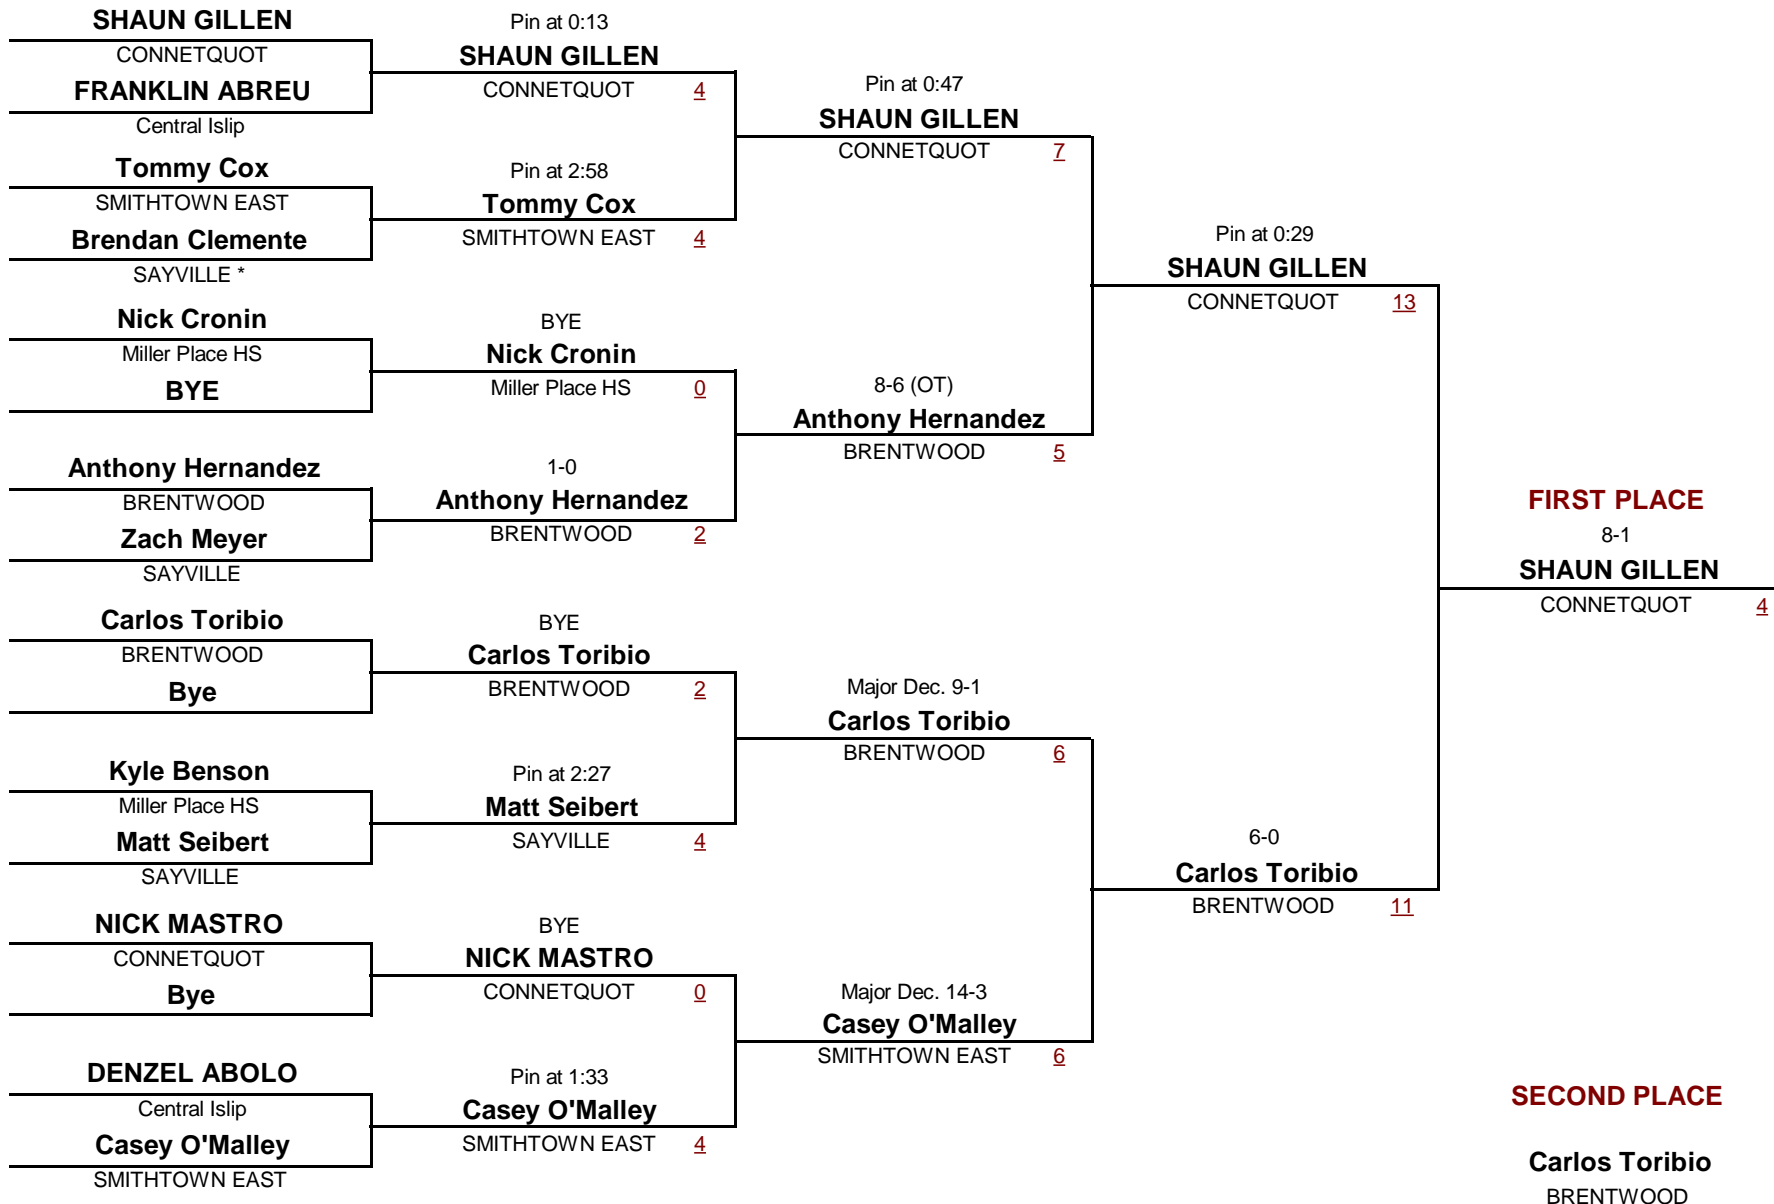 SHAUN GILLEN
CONNETQUOT
FRANKLIN ABREU
Central Islip
Tommy Cox
SMITHTOWN EAST
Brendan Clemente
SAYVILLE *
Nick Cronin
Miller Place HS
BYE
Anthony Hernandez
BRENTWOOD
Zach Meyer
SAYVILLE
Carlos Toribio
BRENTWOOD
Bye
Kyle Benson
Miller Place HS
Matt Seibert
SAYVILLE
NICK MASTRO
CONNETQUOT
Bye
DENZEL ABOLO
Central Islip
Casey O'Malley
SMITHTOWN EAST
Pin at 0:13
SHAUN GILLEN
CONNETQUOT 4
Pin at 2:58
Tommy Cox
SMITHTOWN EAST 4
BYE
Nick Cronin
Miller Place HS 0
1-0
Anthony Hernandez
BRENTWOOD 2
BYE
Carlos Toribio
BRENTWOOD 2
Pin at 2:27
Matt Seibert
SAYVILLE 4
BYE
NICK MASTRO
CONNETQUOT 0
Pin at 1:33
Casey O'Malley
SMITHTOWN EAST 4
Pin at 0:47
SHAUN GILLEN
CONNETQUOT 7
8-6 (OT)
Anthony Hernandez
BRENTWOOD 5
Major Dec. 9-1
Carlos Toribio
BRENTWOOD 6
Major Dec. 14-3
Casey O'Malley
SMITHTOWN EAST 6
Pin at 0:29
SHAUN GILLEN
CONNETQUOT 13
6-0
Carlos Toribio
BRENTWOOD 11
FIRST PLACE
8-1
SHAUN GILLEN
CONNETQUOT 4
SECOND PLACE
Carlos Toribio
BRENTWOOD